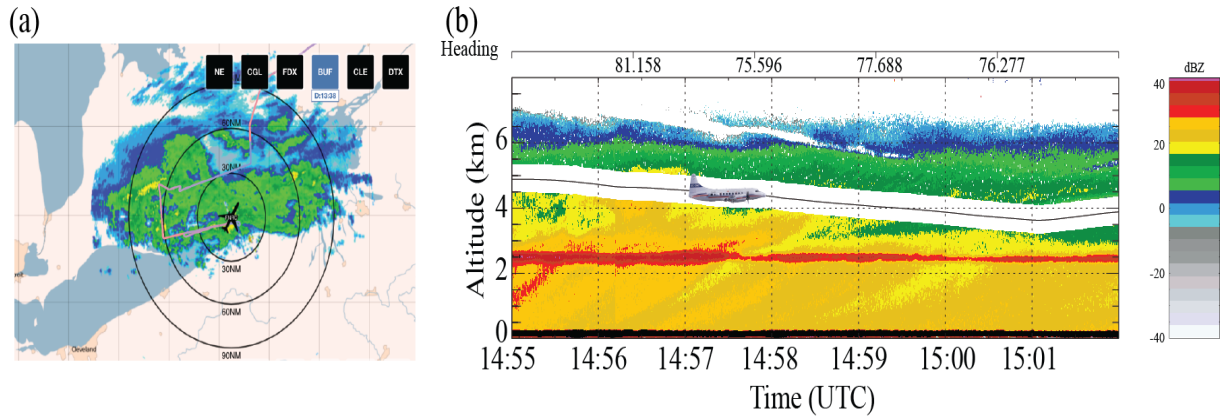 (a)
NE CGL FDX BUF CLE DTX
D:13:38
60NM
30NM
30NM
60NM
90NM
Cleveland
(b)
Heading
81.158 75.596 77.688 76.277
dBZ
Altitude (km)
6
4
2
0
40
20
0
-20
-40
14:55 14:56 14:57 14:58 14:59 15:00 15:01
Time (UTC)